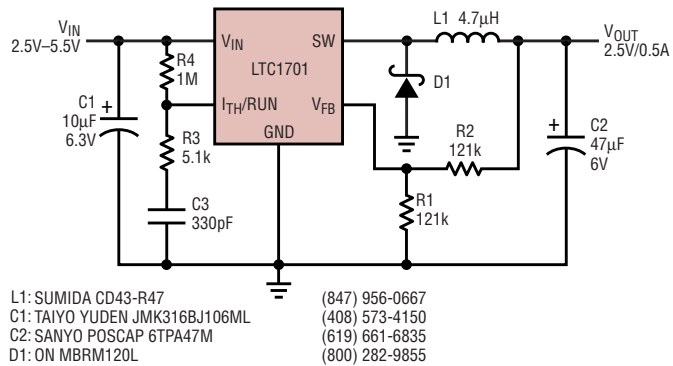 VIN
2.5V–5.5V
C1
+
10µF
6.3V
R4
1M
R3
5.1k
C3
330pF
VIN
SW
LTC1701
ITH/RUN
VFB
GND
L1 4.7µH
D1
R2
121k
R1
121k
VOUT
2.5V/0.5A
+
C2
47µF
6V
L1: SUMIDA CD43-R47 (847) 956-0667
C1: TAIYO YUDEN JMK316BJ106ML (408) 573-4150
C2: SANYO POSCAP 6TPA47M (619) 661-6835
D1: ON MBRM120L (800) 282-9855